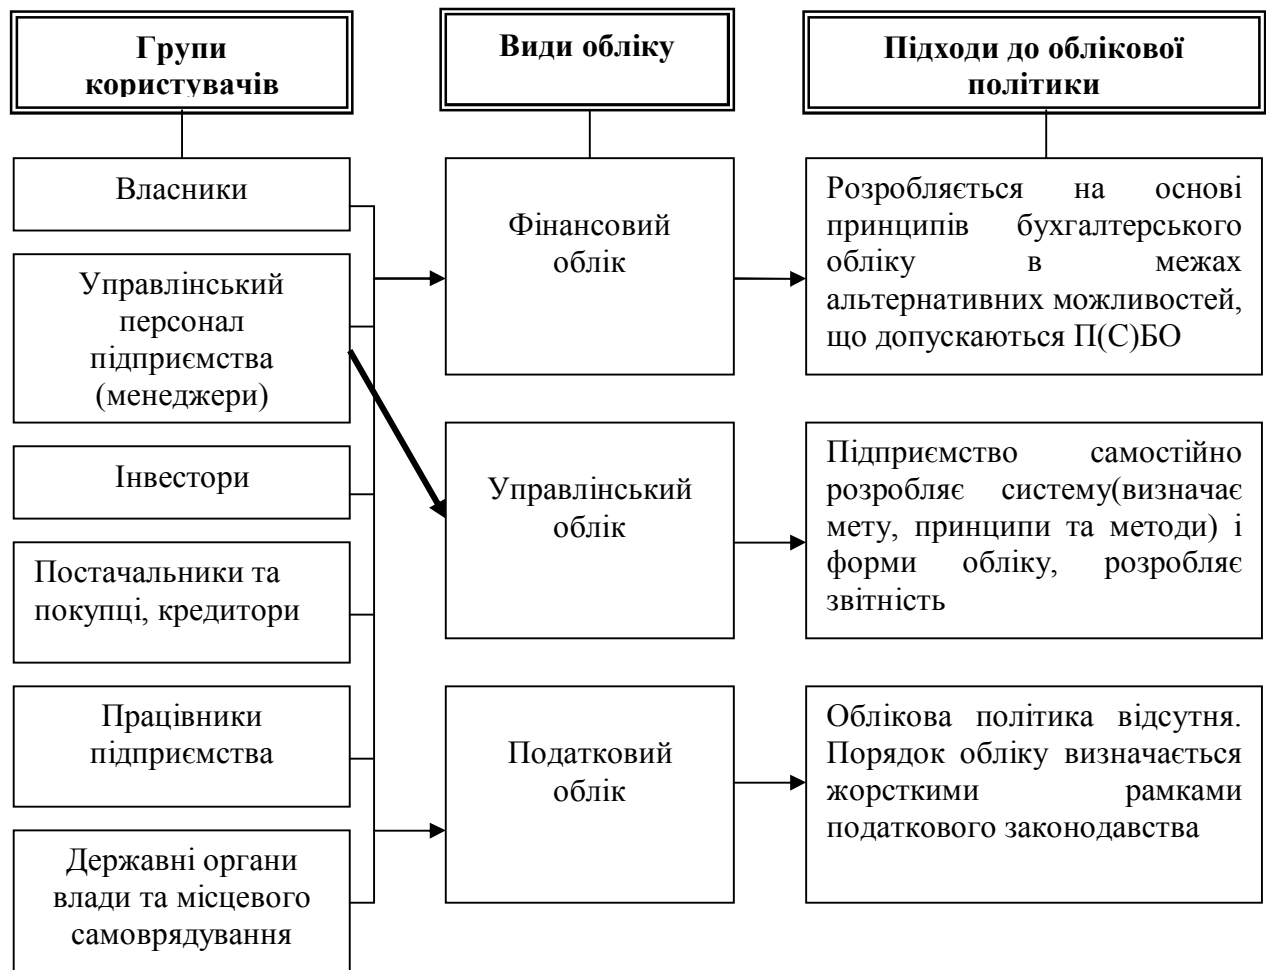 Групи
користувачів
Види обліку
Підходи до облікової
політики
Власники
Управлінський
персонал
підприємства
(менеджери)
Інвестори
Постачальники та
покупці, кредитори
Працівники
підприємства
Державні органи
влади та місцевого
самоврядування
Фінансовий
облік
Управлінський
облік
Податковий
облік
Розробляється на основі
принципів бухгалтерського
обліку в межах
альтернативних можливостей,
що допускаються П(С)БО
Підприємство самостійно
розробляє систему(визначає
мету, принципи та методи) і
форми обліку, розробляє
звітність
Облікова політика відсутня.
Порядок обліку визначається
жорсткими рамками
податкового законодавства